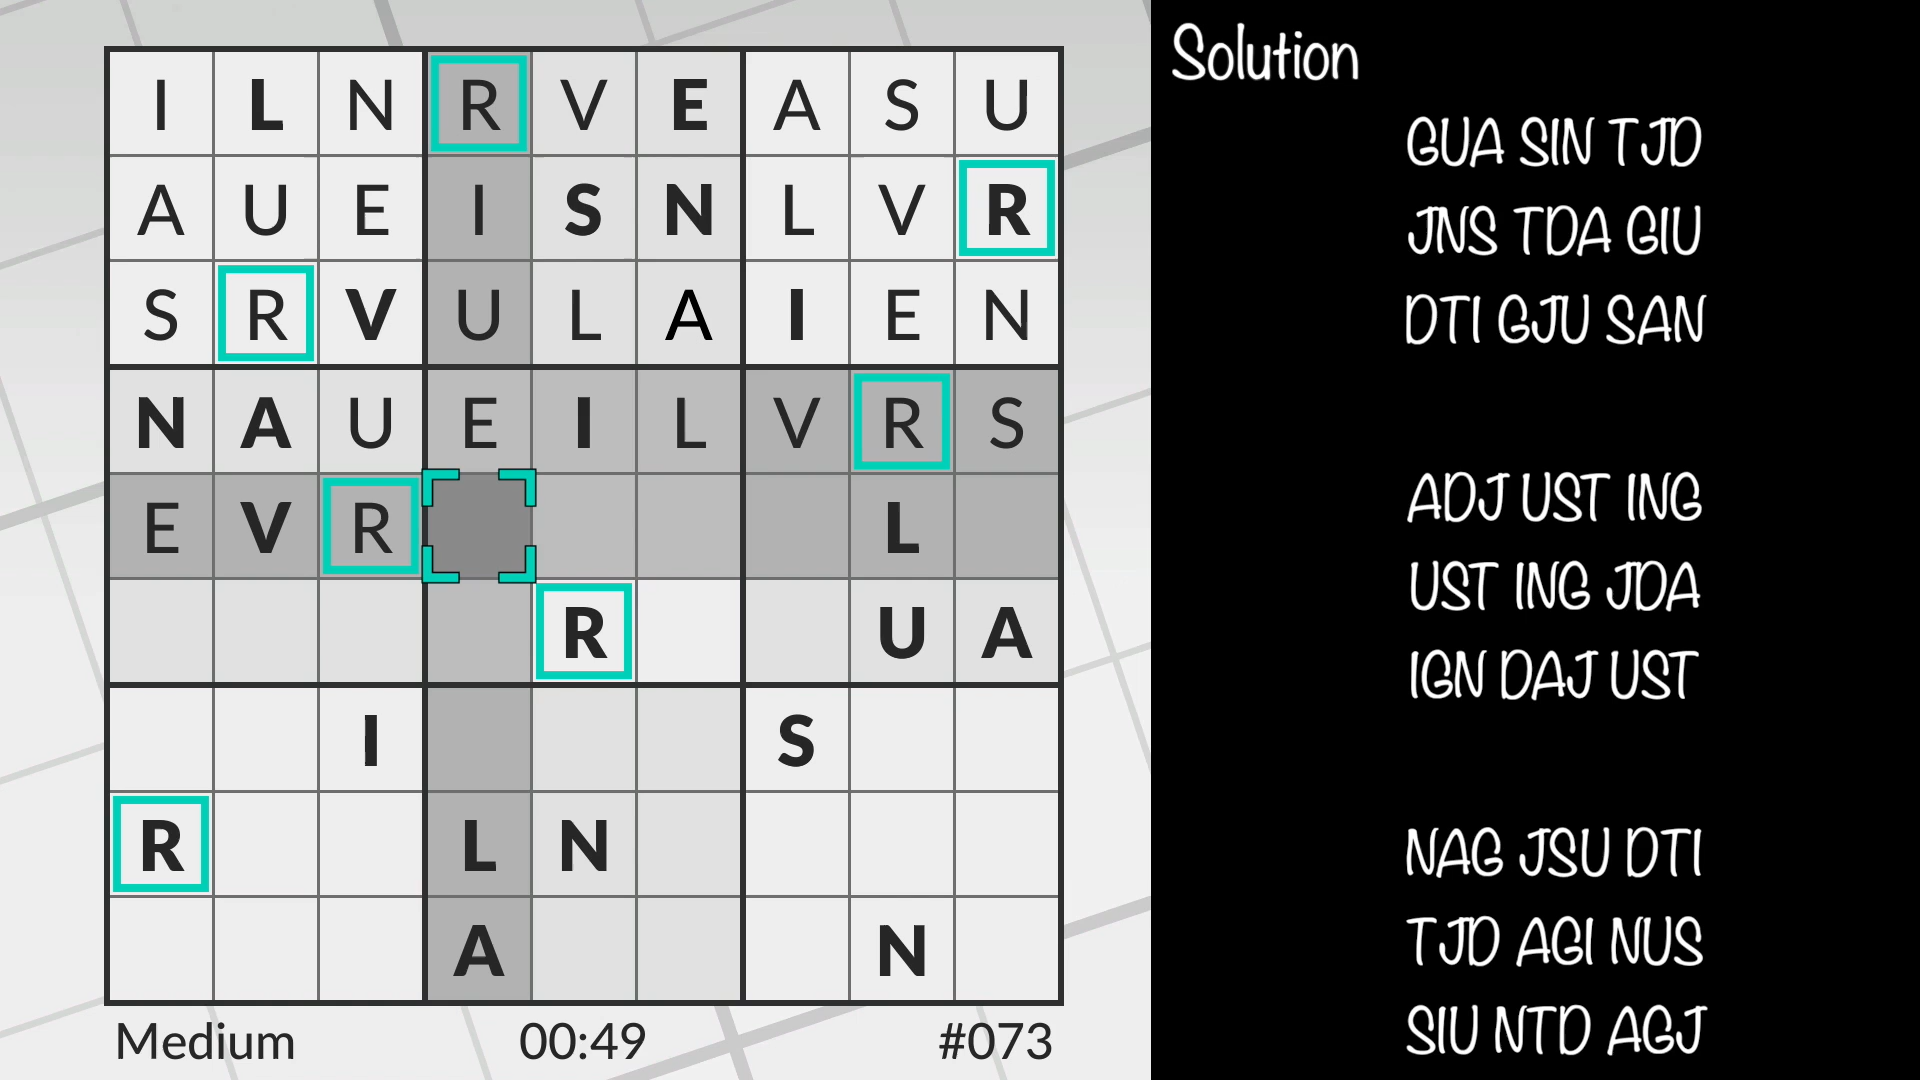 I L N R V E A S U
A U E I S N L V R
S R V U L A I E N
N A U E I L V R S
E V R L
R U A
I S
R L N
A N
Medium 00:49 #073
Solution
GUA SIN TJD
JNS TDA GIU
DTI GJU SAN
ADJ UST ING
UST ING JDA
IGN DAJ UST
NAG JSU DTI
TJD AGI NUS
SIU NTD AGJ